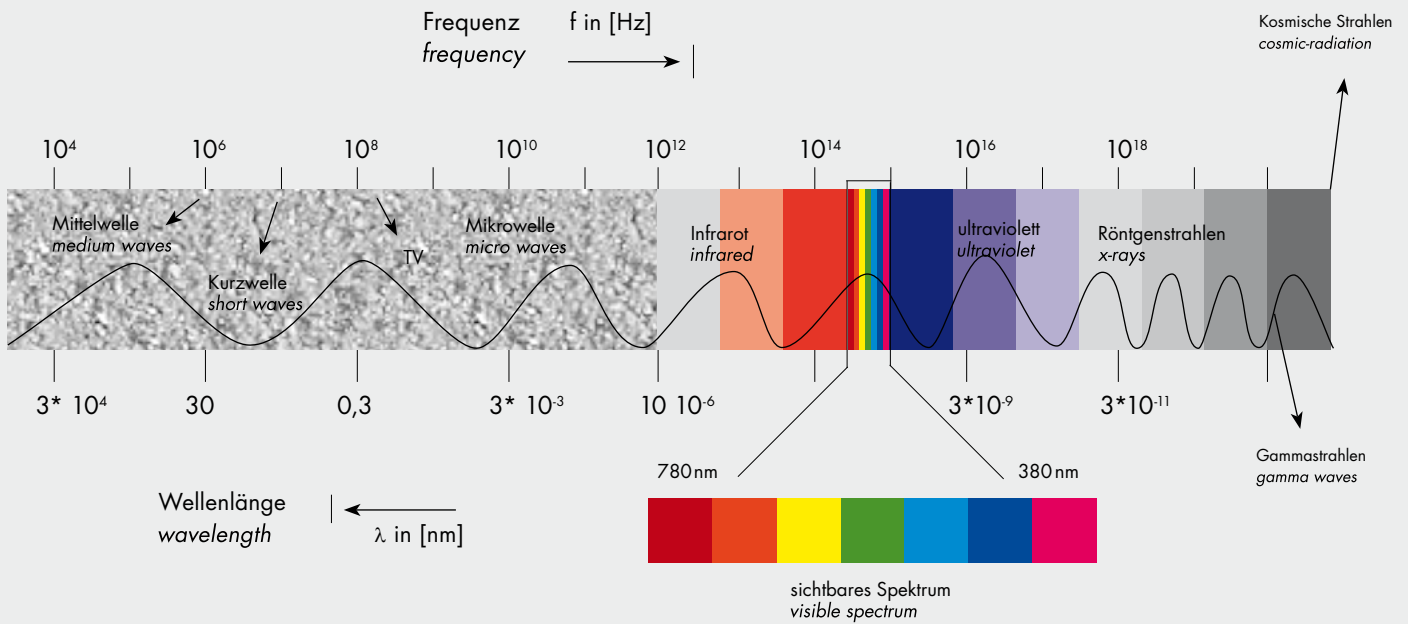 Frequenz
frequency
f in [Hz]
Kosmische Strahlen
cosmic-radiation
10⁴ 10⁶ 10⁸ 10¹⁰ 10¹² 10¹⁴ 10¹⁶ 10¹⁸
Mittelwelle
medium waves
Kurzwelle
short waves
TV
Mikrowelle
micro waves
Infrarot
infrared
ultraviolett
ultraviolet
Röntgenstrahlen
x-rays
3* 10⁴ 30 0,3 3* 10⁻³ 10 10⁻⁶ 3*10⁻⁹ 3*10⁻¹¹
Gammastrahlen
gamma waves
Wellenlänge
wavelength
λ in [nm]
780 nm
380 nm
sichtbares Spektrum
visible spectrum